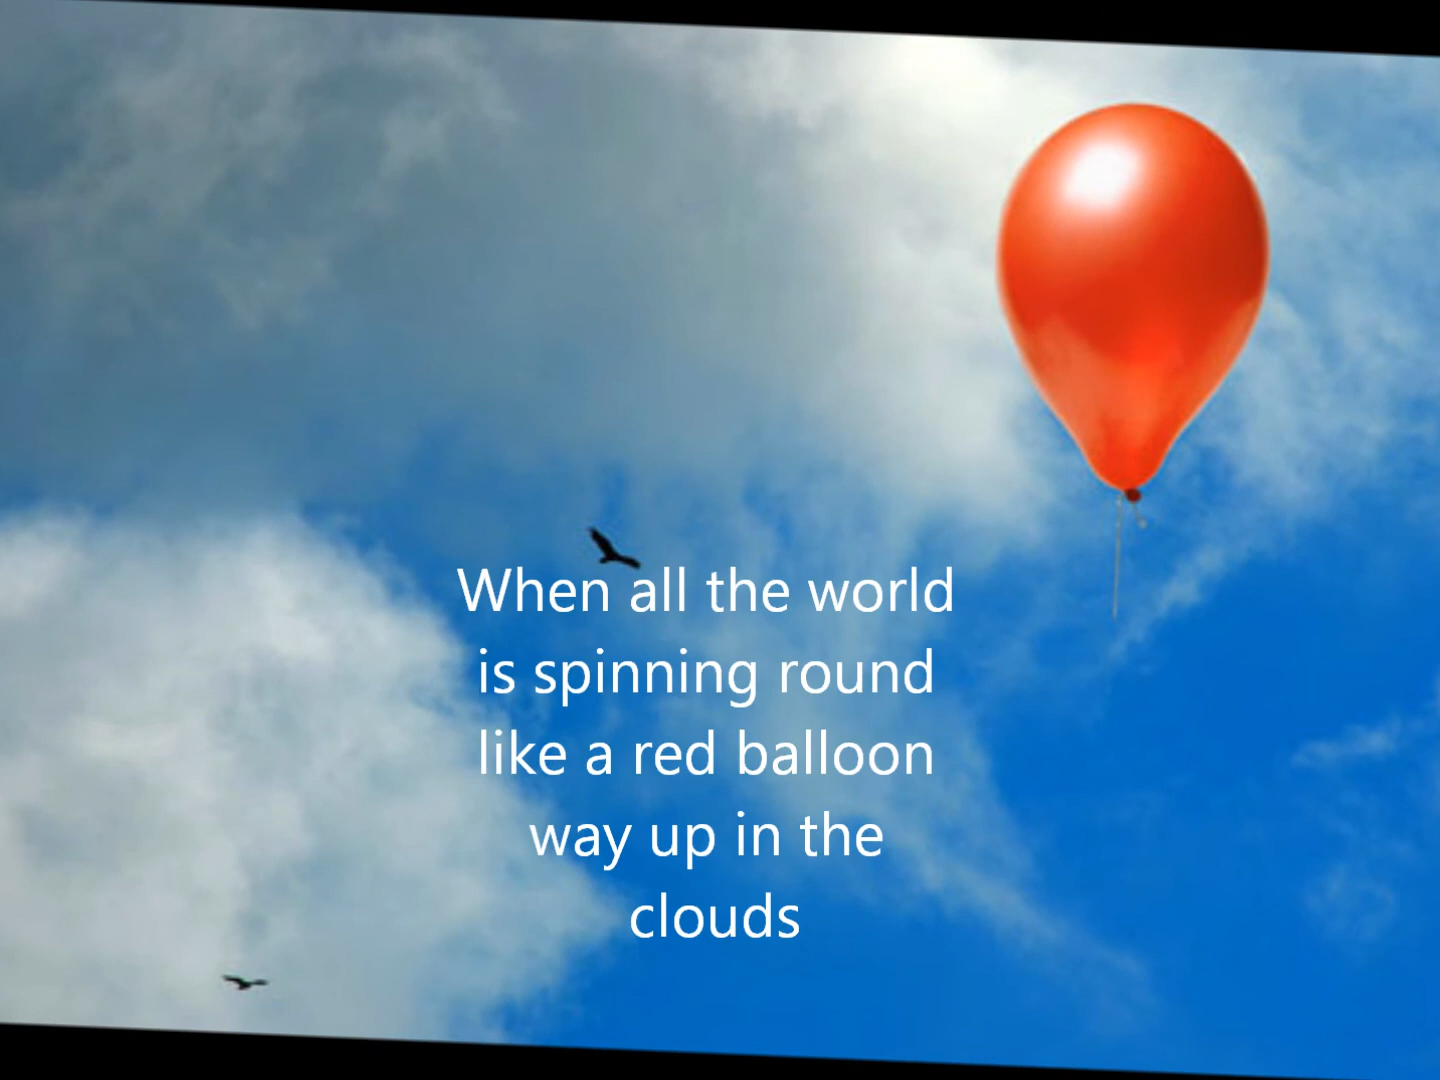 When all the world
is spinning round
like a red balloon
way up in the
clouds